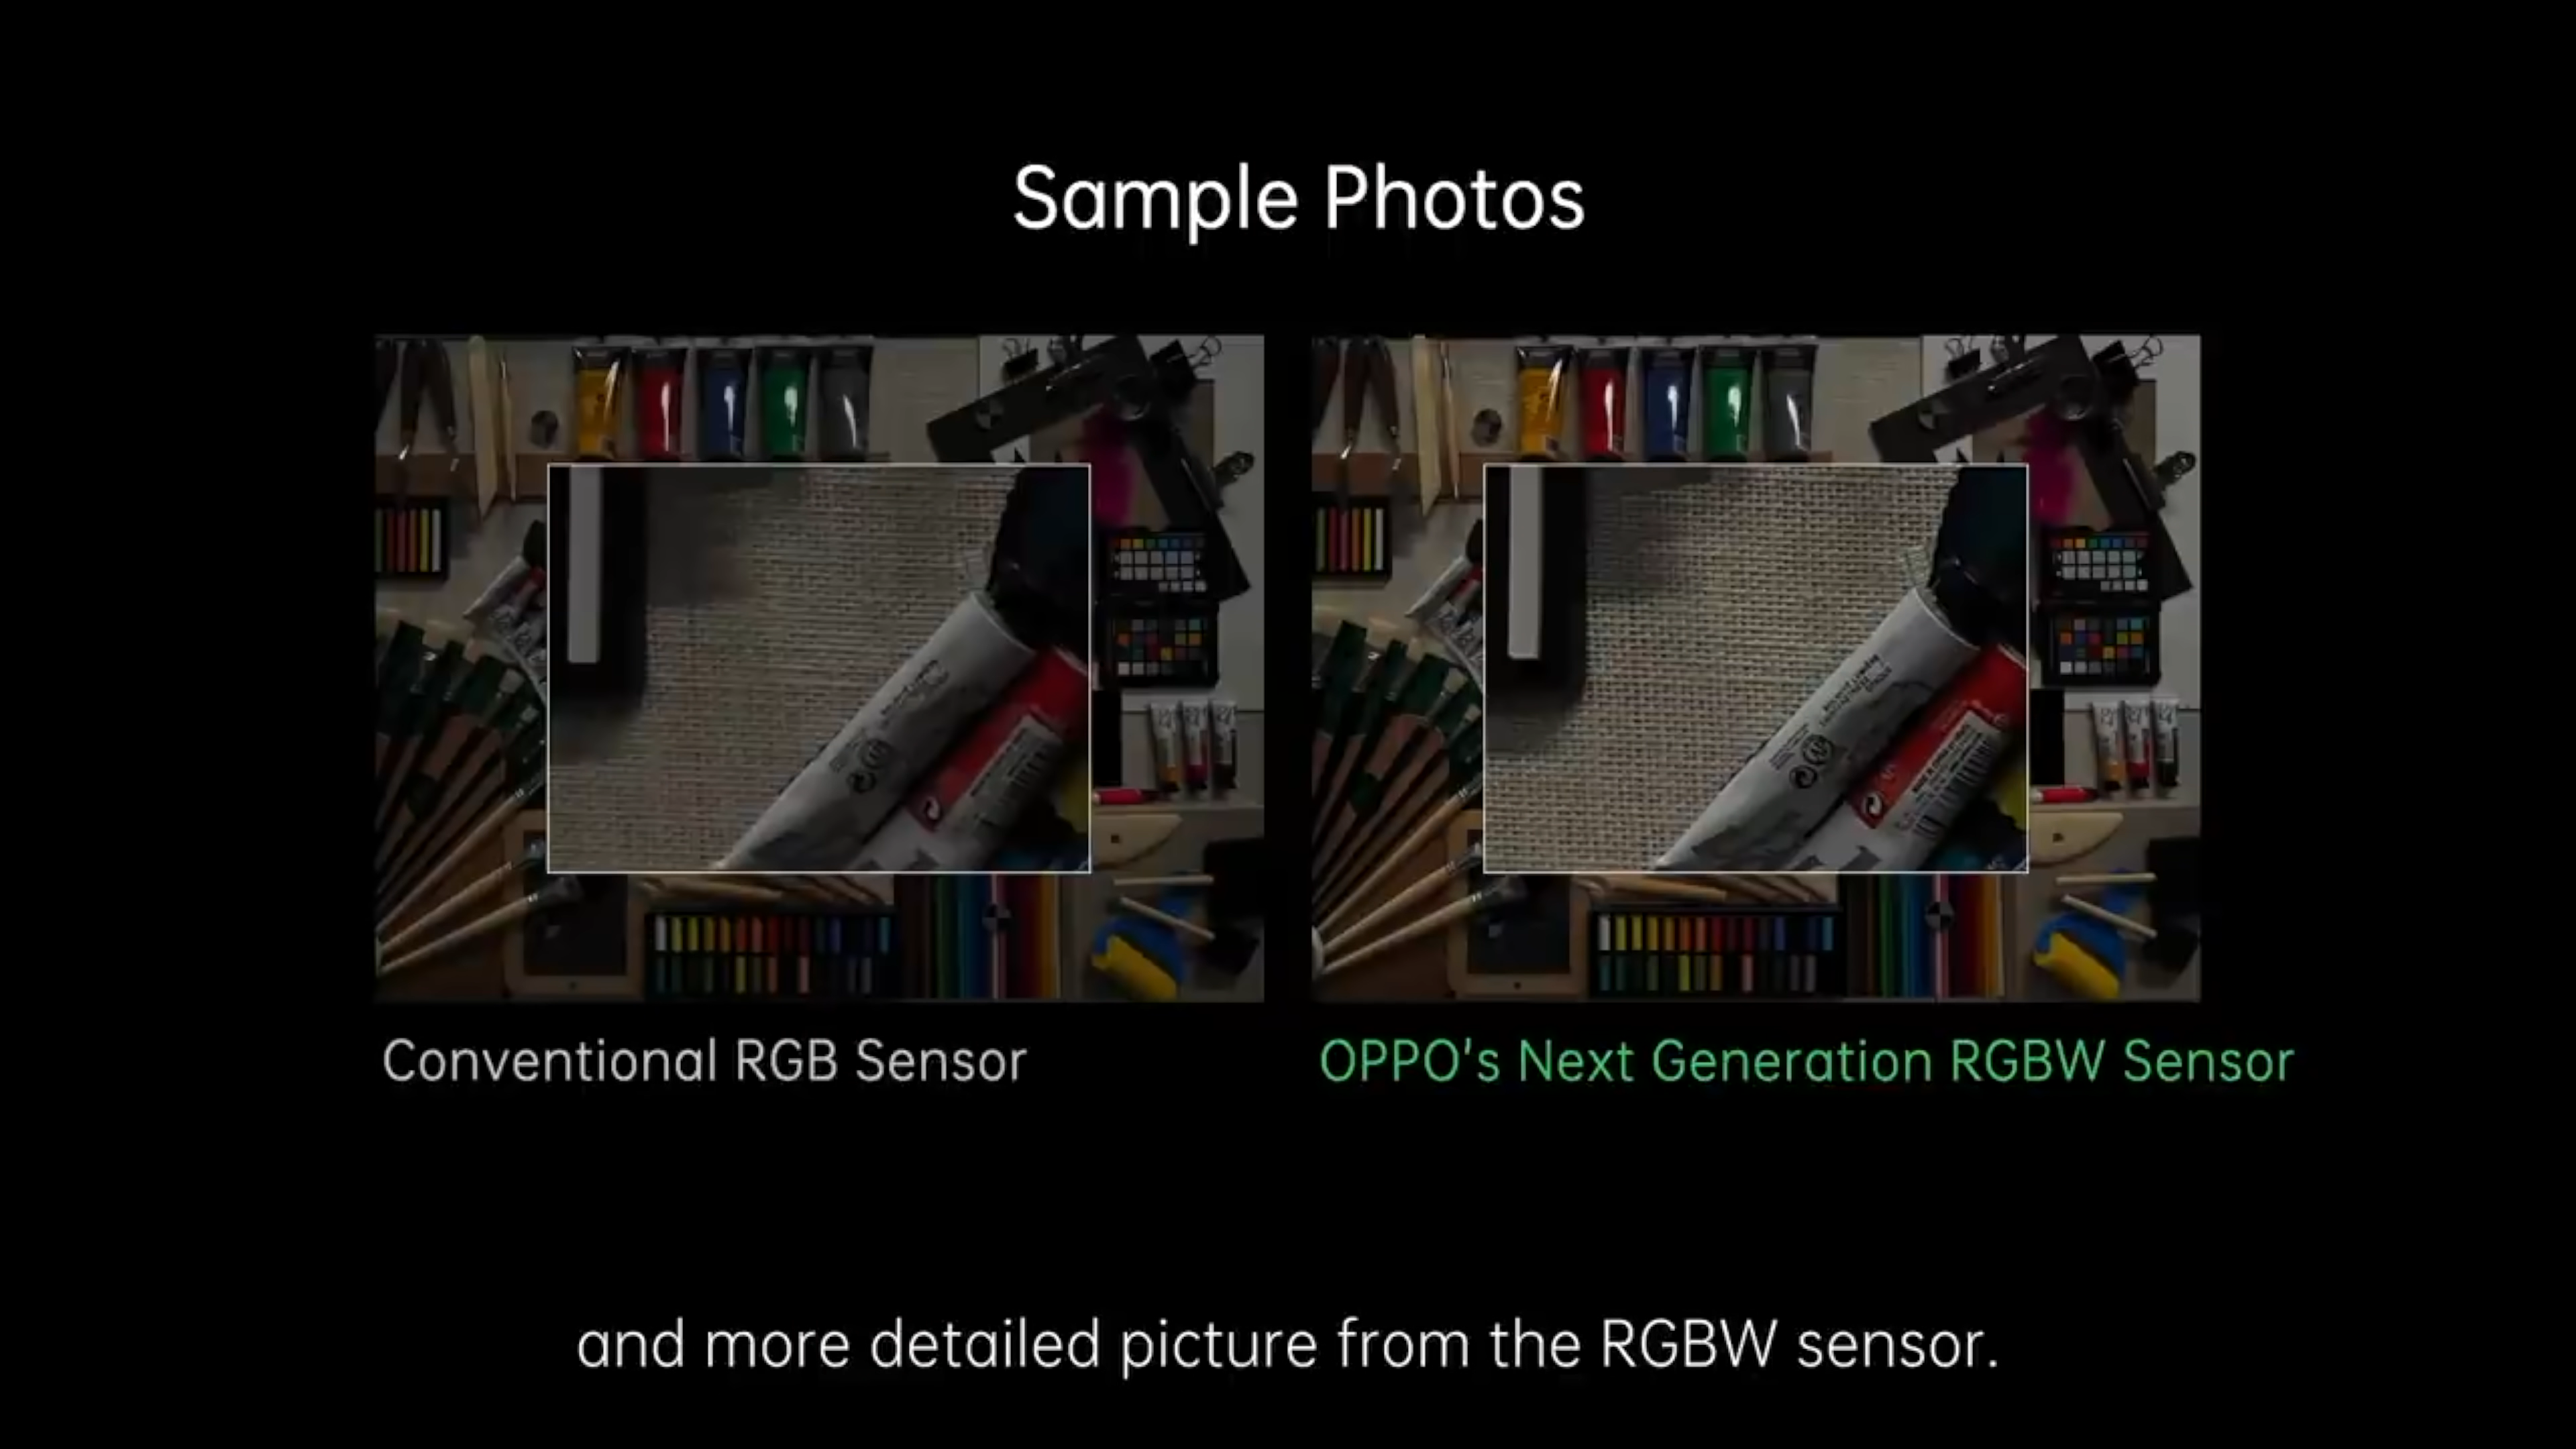 Sample Photos
Conventional RGB Sensor
OPPO's Next Generation RGBW Sensor
and more detailed picture from the RGBW sensor.